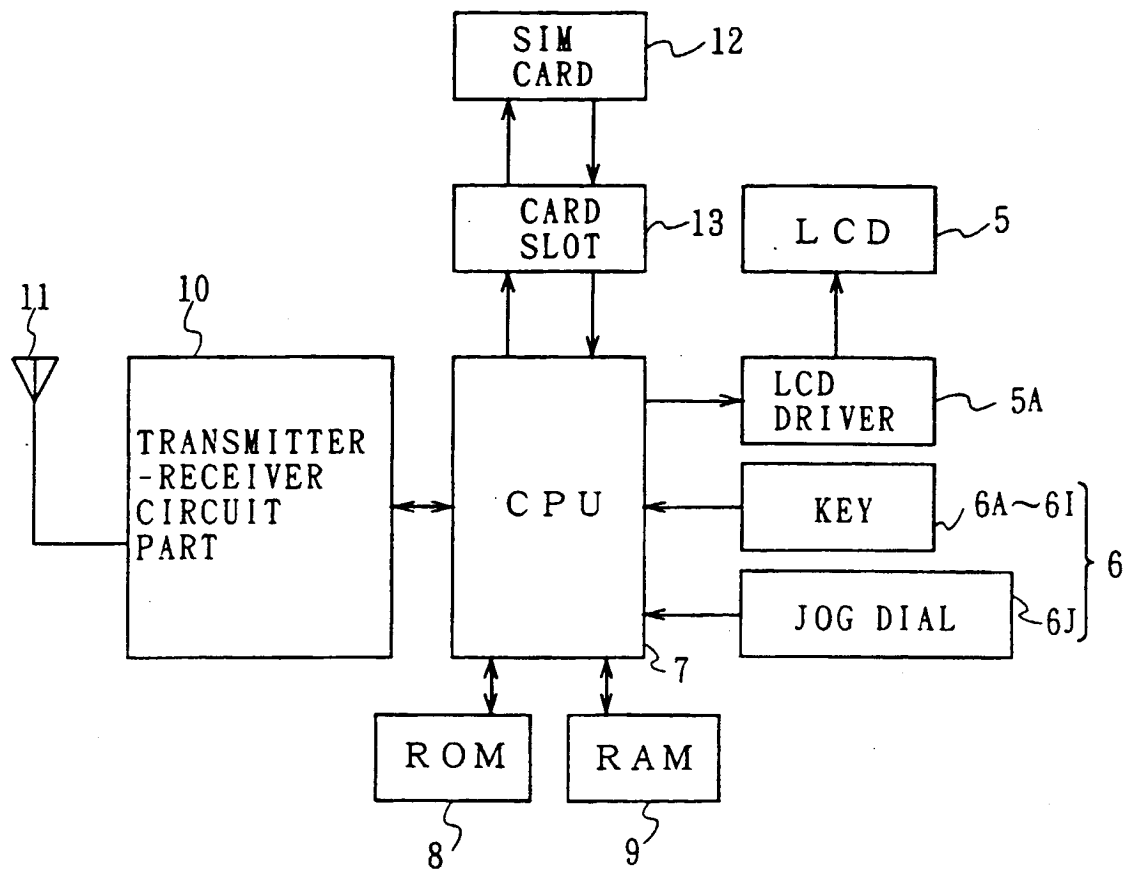 SIM
CARD
12
CARD
SLOT
13
LCD
5
11
10
TRANSMITTER
-RECEIVER
CIRCUIT
PART
CPU
7
LCD
DRIVER
5A
KEY
6A～6I
6
JOG DIAL
6J
ROM
8
RAM
9